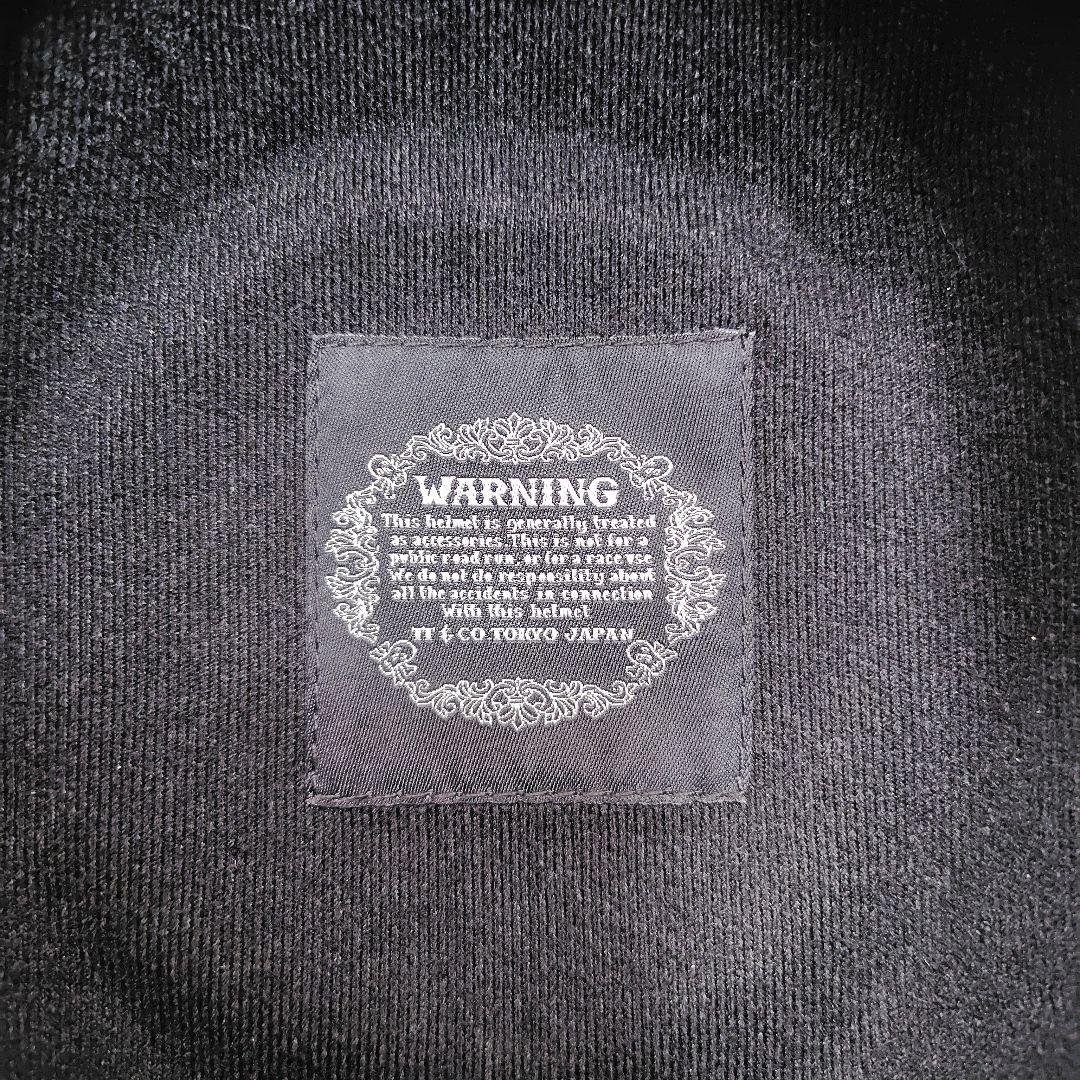 WARNING
This helmet is generally treated
as accessories. This is not for a
public road run, or for a race use
We do not do responsibility about
all the accidents in connection
With this helmet
TT & CO TOKYO JAPAN